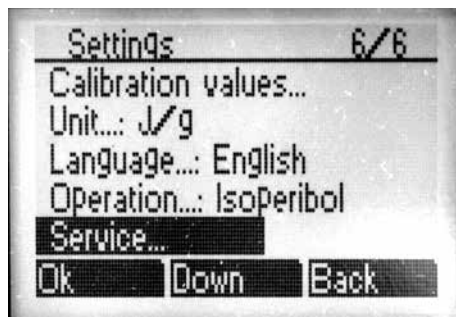 Settings 6/6
Calibration values...
Unit...: J/g
Language...: English
Operation...: Isoperibol
Service...
Ok Down Back